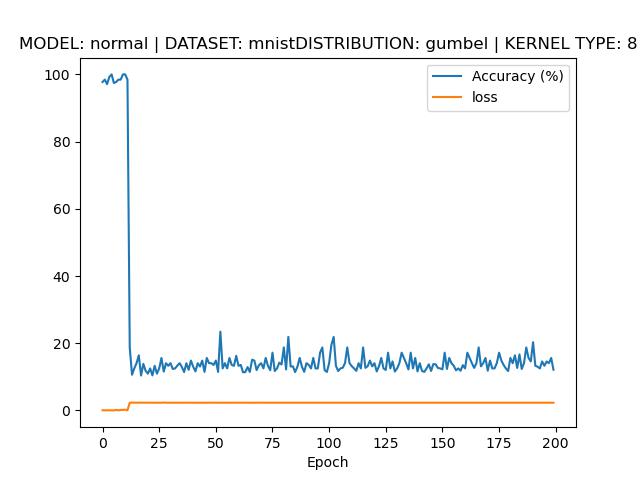 MODEL: normal | DATASET: mnistDISTRIBUTION: gumbel | KERNEL TYPE: 8
Accuracy (%)
loss
100
80
60
40
20
0
0 25 50 75 100 125 150 175 200
Epoch